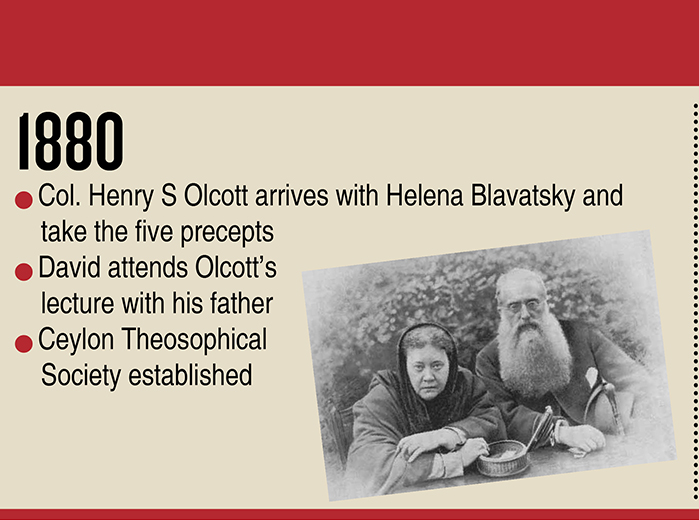 1880
Col. Henry S Olcott arrives with Helena Blavatsky and
take the five precepts
David attends Olcott's
lecture with his father
Ceylon Theosophical
Society established